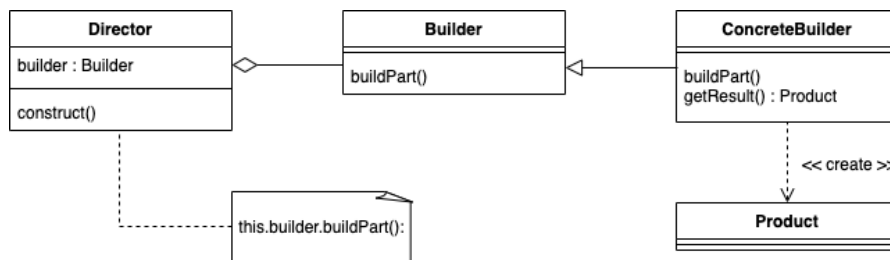 Director
builder : Builder
construct()
Builder
buildPart()
ConcreteBuilder
buildPart()
getResult() : Product
<< create >>
Product
this.builder.buildPart():